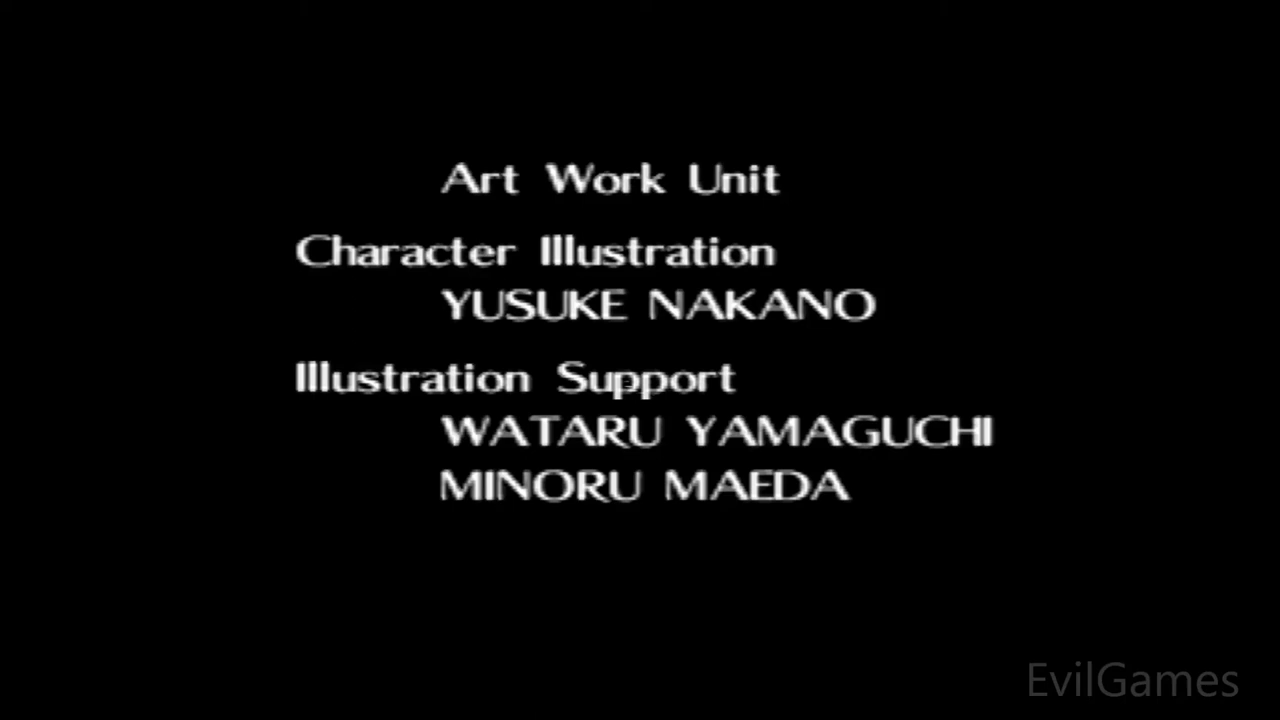 Art Work Unit
Character Illustration
YUSUKE NAKANO
Illustration Support
WATARU YAMAGUCHI
MINORU MAEDA
EvilGames